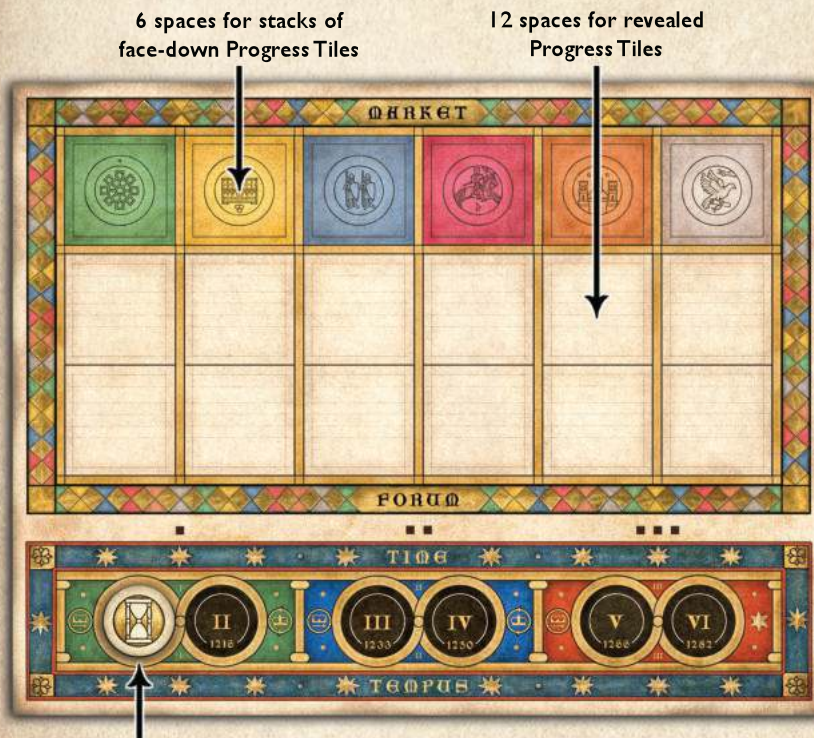 6 spaces for stacks of
face-down Progress Tiles
12 spaces for revealed
Progress Tiles
MARKET
FORUM
TIME
II
1216
III
1233
IV
1250
V
1266
VI
1282
TEMPUS